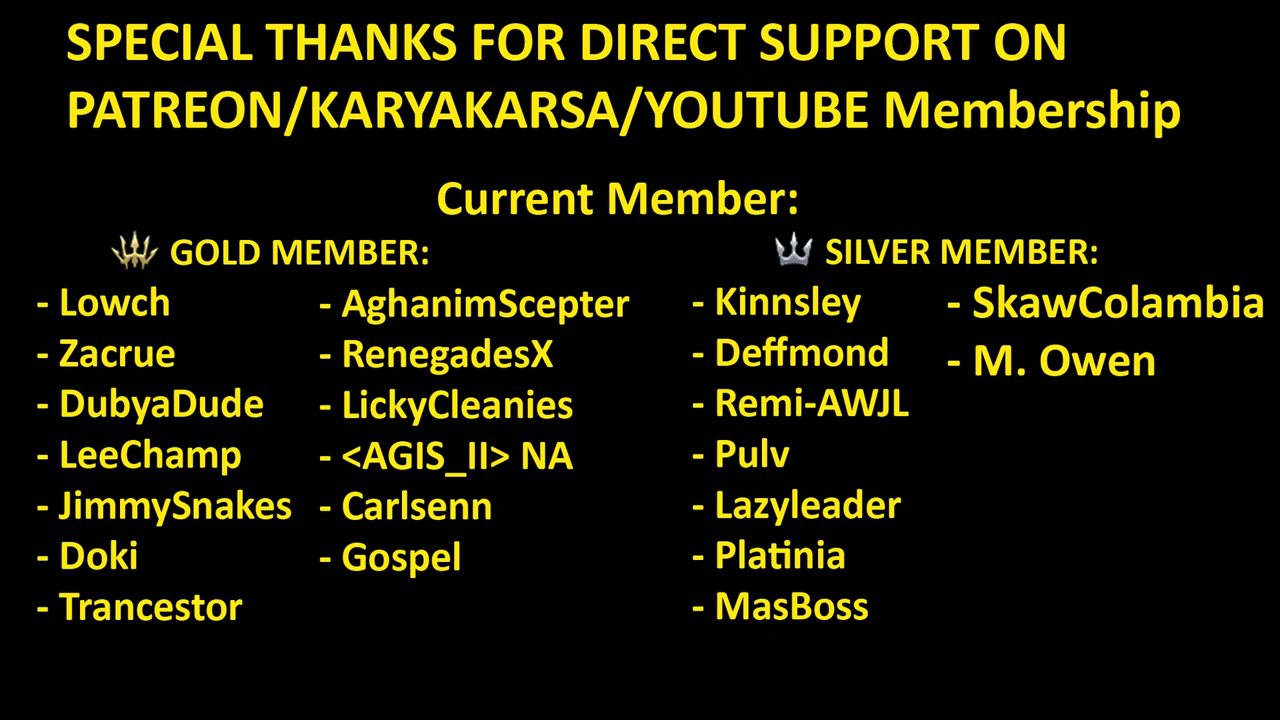 SPECIAL THANKS FOR DIRECT SUPPORT ON
PATREON/KARYAKARSA/YOUTUBE Membership
Current Member:
GOLD MEMBER:
- Lowch
- Zacrue
- DubyaDude
- LeeChamp
- JimmySnakes
- Doki
- Trancestor
- AghanimScepter
- RenegadesX
- LickyCleanies
- <AGIS_II> NA
- Carlsenn
- Gospel
SILVER MEMBER:
- Kinnsley
- Deffmond
- Remi-AWJL
- Pulv
- Lazyleader
- Platinia
- MasBoss
- SkawColambia
- M. Owen